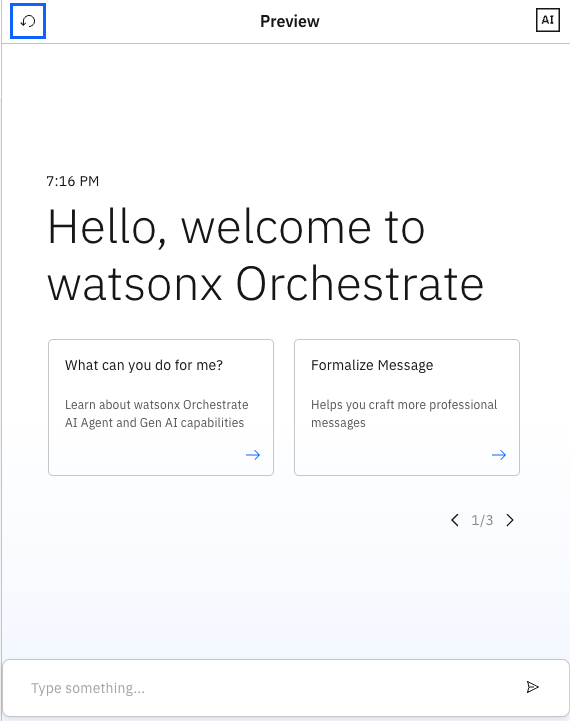 Preview
AI
7:16 PM
Hello, welcome to
watsonx Orchestrate
What can you do for me?
Learn about watsonx Orchestrate
AI Agent and Gen AI capabilities
Formalize Message
Helps you craft more professional
messages
1/3
Type something...